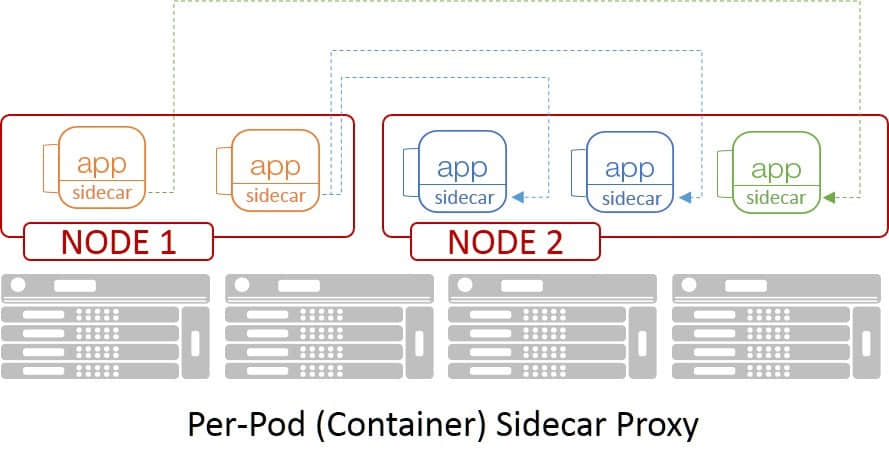 app
sidecar
app
sidecar
app
sidecar
app
sidecar
app
sidecar
NODE 1
NODE 2
Per-Pod (Container) Sidecar Proxy